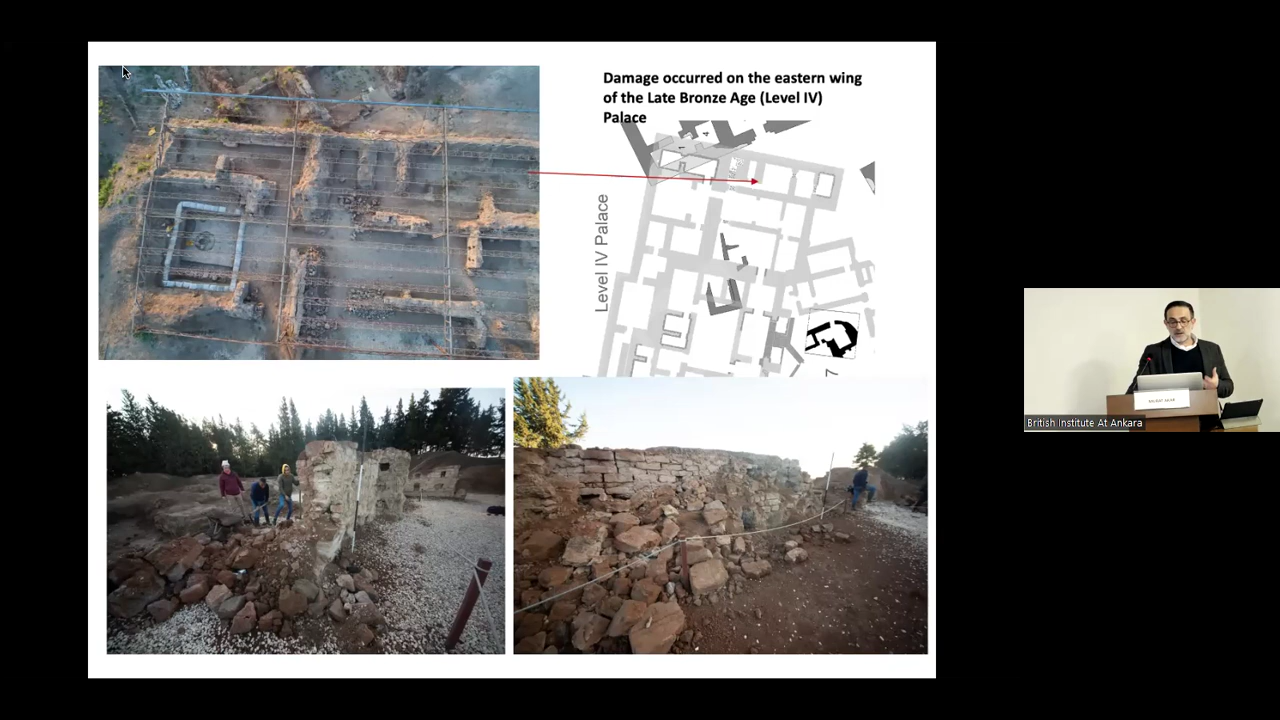 Damage occurred on the eastern wing
of the Late Bronze Age (Level IV)
Palace
Level IV Palace
British Institute At Ankara